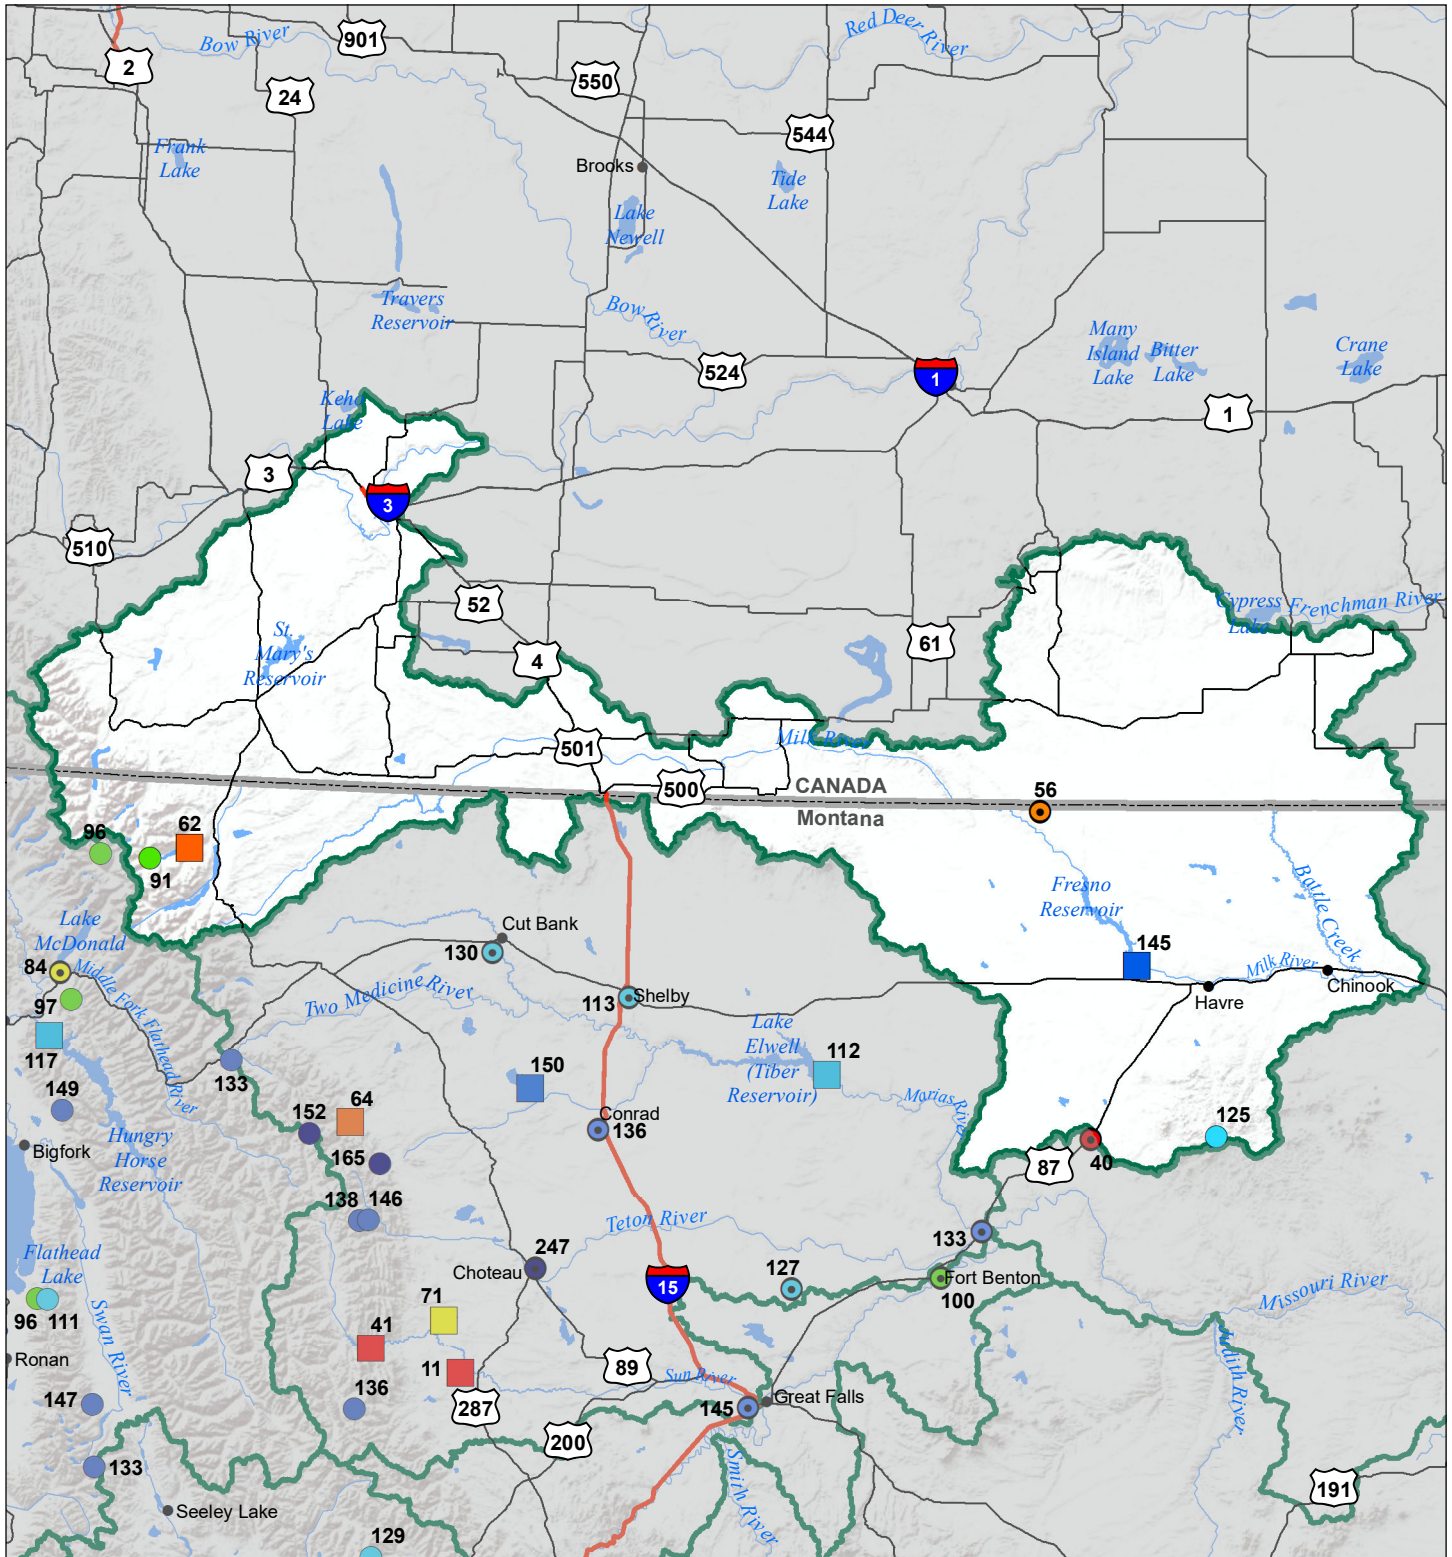 Bow River
901
Red Deer River
2
24
550
544
Frank
Lake
Brooks
Tide
Lake
Lake
Newell
Travers
Reservoir
Bow River
Many
Island
Lake
Bitter
Lake
Crane
Lake
524
1
1
Keho
Lake
3
3
510
52
4
61
Cypress
Lake
Frenchman River
St.
Mary's
Reservoir
501
Milk River
500
CANADA
Montana
56
96
62
91
Fresno
Reservoir
Battle Creek
Lake
McDonald
Cut Bank
130
145
Milk River
84
Middle Fork Flathead River
97
Two Medicine River
113
Shelby
Havre
Chinook
117
Lake
Elwell
(Tiber
Reservoir)
112
133
150
149
64
152
Conrad
136
Marias River
125
Bigfork
Hungry
Horse
Reservoir
165
87
40
138
146
Teton River
133
Flathead
Lake
247
Choteau
127
Fort Benton
100
15
Missouri River
96
111
Swan River
71
41
11
Ronan
89
Sun River
Judith River
147
136
287
145
Great Falls
200
133
Smith River
191
Seeley Lake
129